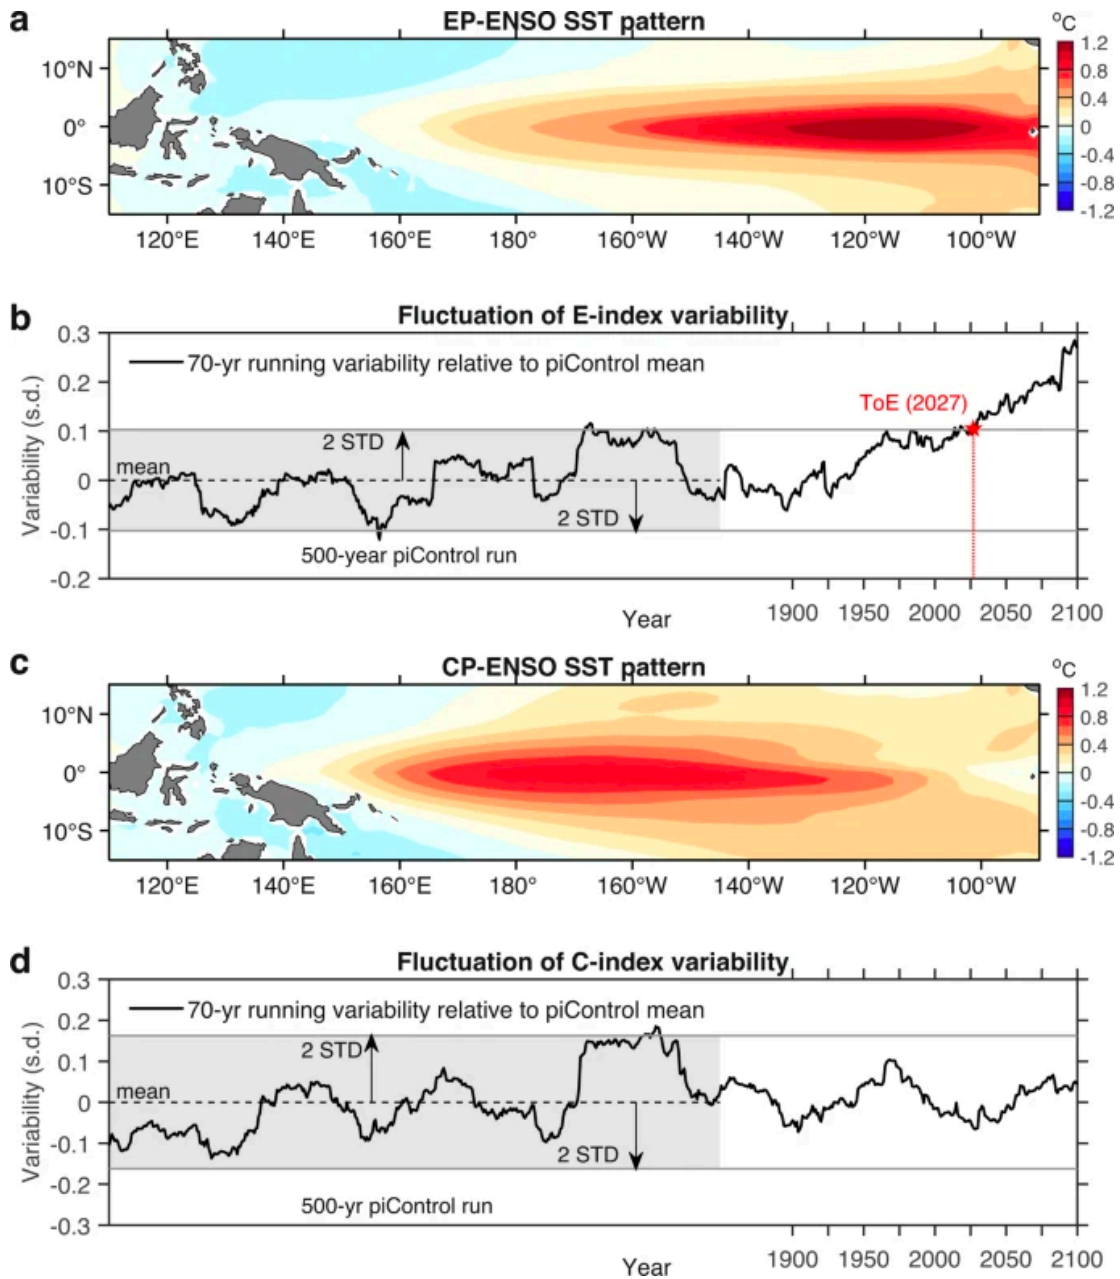 a
EP-ENSO SST pattern
°C
10°N
0°
10°S
1.2
0.8
0.4
0
-0.4
-0.8
-1.2
120°E 140°E 160°E 180° 160°W 140°W 120°W 100°W
b
Fluctuation of E-index variability
Variability (s.d.)
0.3
0.2
0.1
0
-0.1
-0.2
70-yr running variability relative to piControl mean
ToE (2027)
2 STD
mean
2 STD
500-year piControl run
1900 1950 2000 2050 2100
Year
c
CP-ENSO SST pattern
°C
10°N
0°
10°S
1.2
0.8
0.4
0
-0.4
-0.8
-1.2
120°E 140°E 160°E 180° 160°W 140°W 120°W 100°W
d
Fluctuation of C-index variability
Variability (s.d.)
0.3
0.2
0.1
0
-0.1
-0.2
-0.3
70-yr running variability relative to piControl mean
2 STD
mean
2 STD
500-yr piControl run
1900 1950 2000 2050 2100
Year